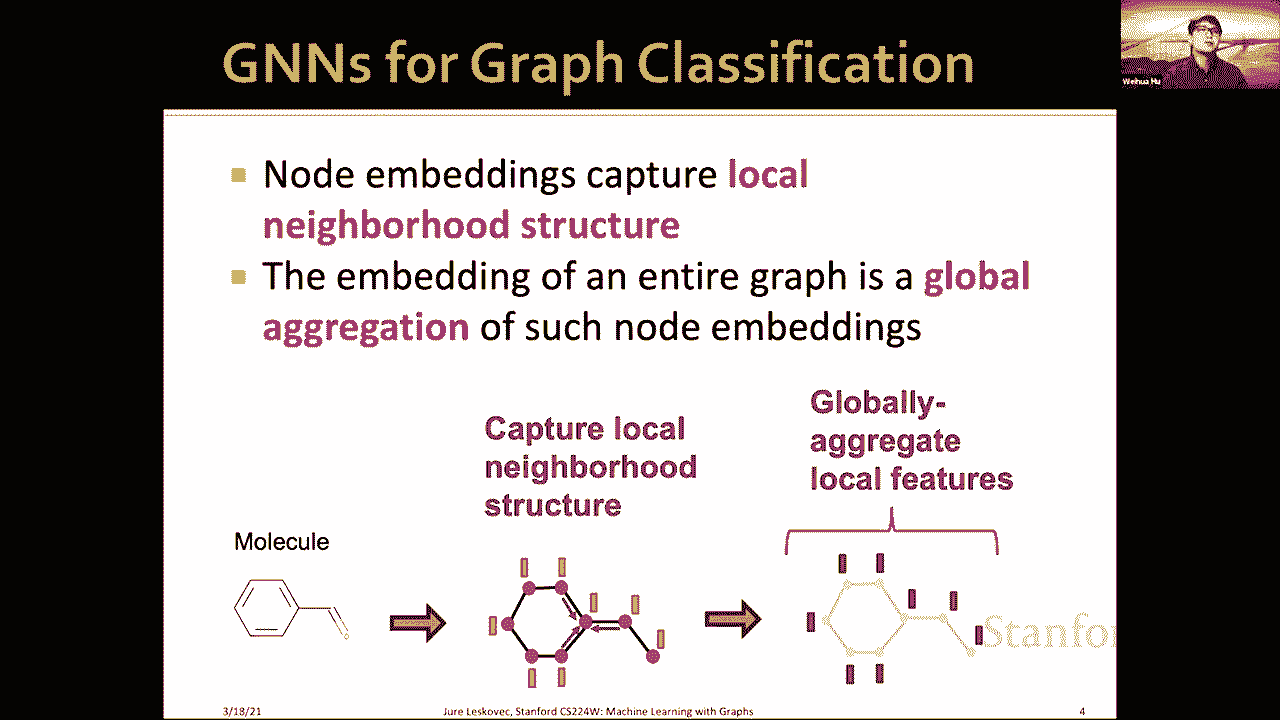 GNNs for Graph Classification
Weihua Hu
Node embeddings capture local
neighborhood structure
The embedding of an entire graph is a global
aggregation of such node embeddings
Globally-
aggregate
local features
Capture local
neighborhood
structure
Molecule
3/18/21
Jure Leskovec, Stanford CS224W: Machine Learning with Graphs
4